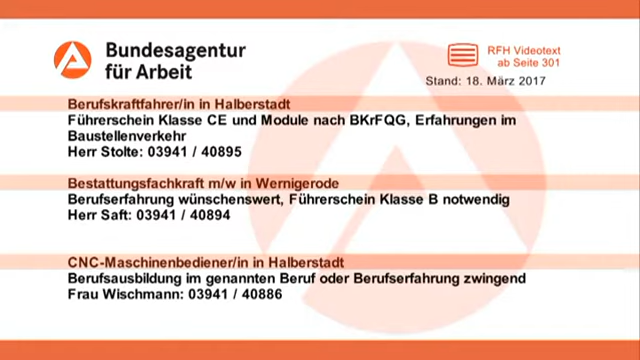 Bundesagentur
für Arbeit
RFH Videotext
ab Seite 301
Stand: 18. März 2017
Berufskraftfahrer/in in Halberstadt
Führerschein Klasse CE und Module nach BKrFQG, Erfahrungen im
Baustellenverkehr
Herr Stolte: 03941 / 40895
Bestattungsfachkraft m/w in Wernigerode
Berufserfahrung wünschenswert, Führerschein Klasse B notwendig
Herr Saft: 03941 / 40894
CNC-Maschinenbediener/in in Halberstadt
Berufsausbildung im genannten Beruf oder Berufserfahrung zwingend
Frau Wischmann: 03941 / 40886